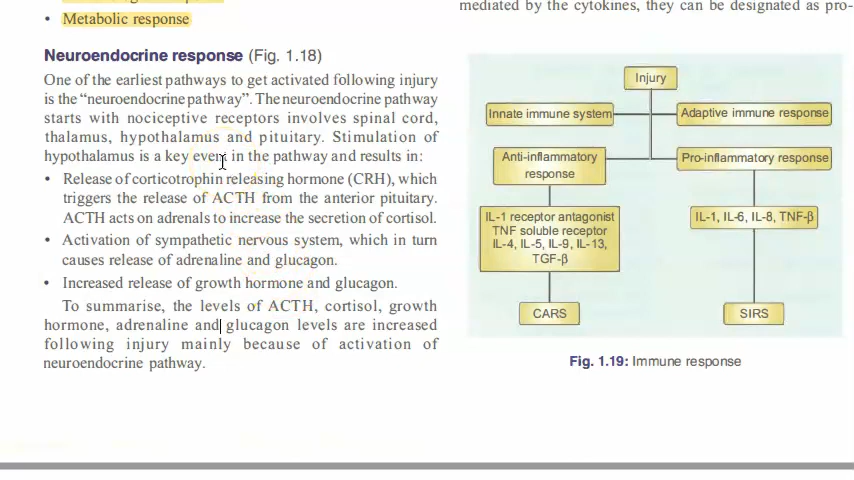 • Metabolic response
Neuroendocrine response (Fig. 1.18)
One of the earliest pathways to get activated following injury
is the “neuroendocrine pathway”. The neuroendocrine pathway
starts with nociceptive receptors involves spinal cord,
thalamus, hypothalamus and pituitary. Stimulation of
hypothalamus is a key event in the pathway and results in:
• Release of corticotrophin releasing hormone (CRH), which
triggers the release of ACTH from the anterior pituitary.
ACTH acts on adrenals to increase the secretion of cortisol.
• Activation of sympathetic nervous system, which in turn
causes release of adrenaline and glucagon.
• Increased release of growth hormone and glucagon.
To summarise, the levels of ACTH, cortisol, growth
hormone, adrenaline and glucagon levels are increased
following injury mainly because of activation of
neuroendocrine pathway.
mediated by the cytokines, they can be designated as pro-
Injury
Innate immune system
Adaptive immune response
Anti-inflammatory
response
Pro-inflammatory response
IL-1 receptor antagonist
TNF soluble receptor
IL-4, IL-5, IL-9, IL-13,
TGF-β
IL-1, IL-6, IL-8, TNF-β
CARS
SIRS
Fig. 1.19: Immune response